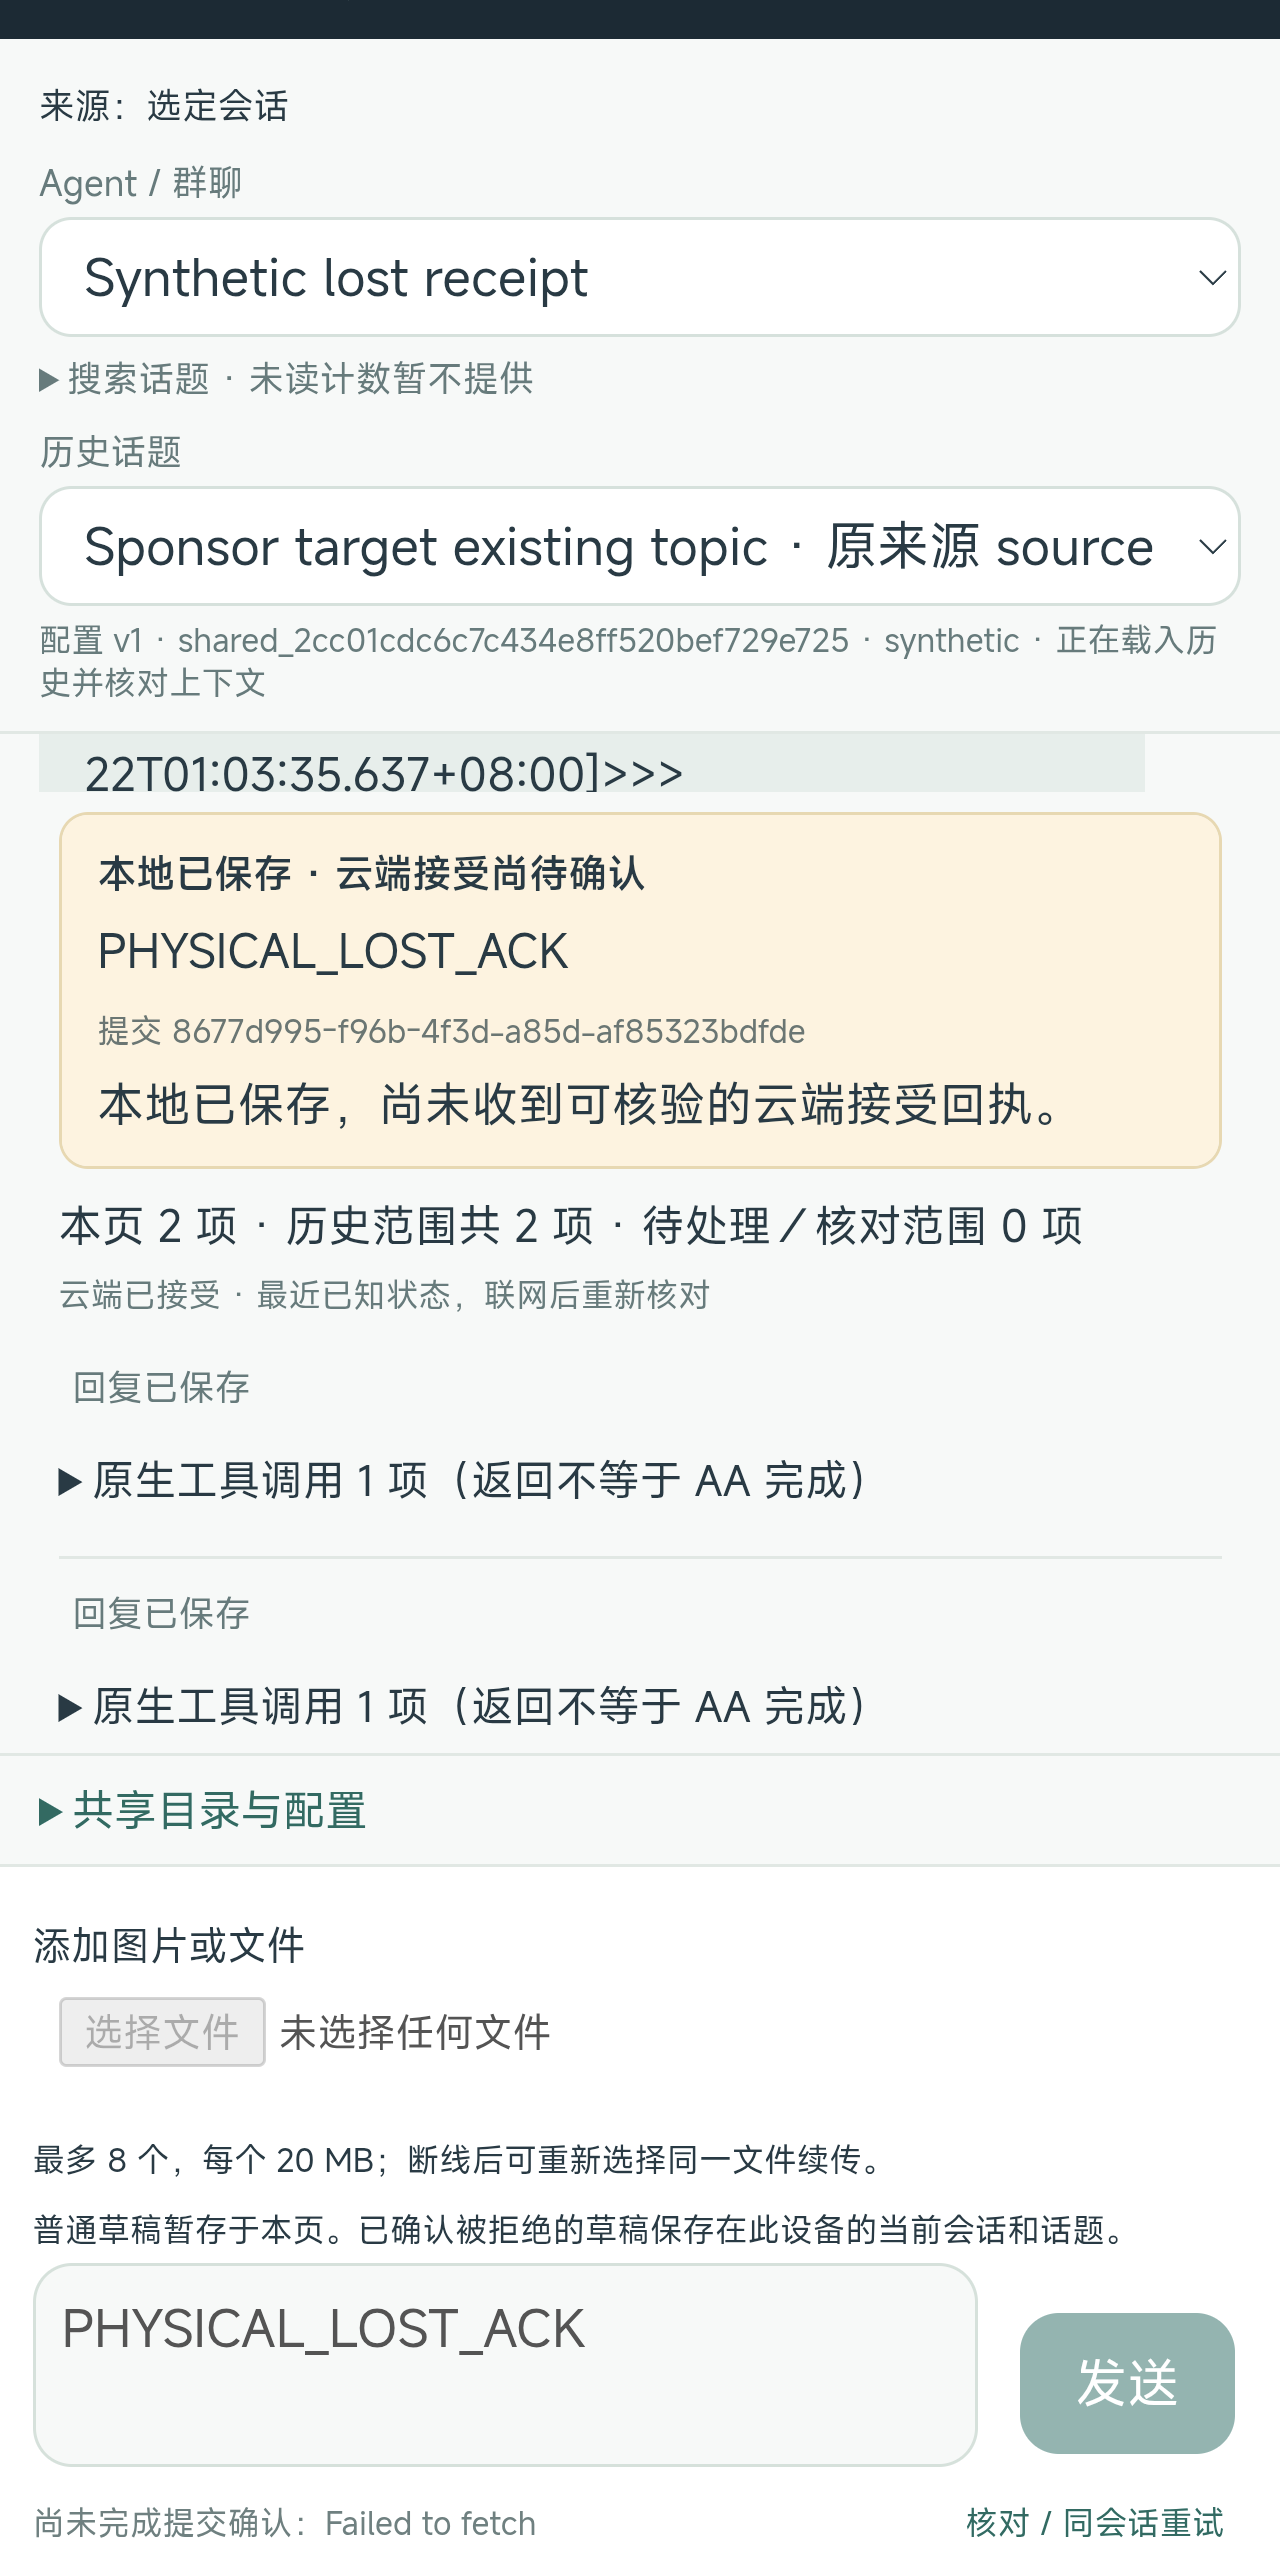 来源：选定会话
Agent / 群聊
Synthetic lost receipt
▶ 搜索话题 · 未读计数暂不提供
历史话题
Sponsor target existing topic · 原来源 source
配置 v1 · shared_2cc01cdc6c7c434e8ff520bef729e725 · synthetic · 正在载入历
史并核对上下文
22T01:03:35.637+08:00]>>>
本地已保存 · 云端接受尚待确认
PHYSICAL_LOST_ACK
提交 8677d995-f96b-4f3d-a85d-af85323bdfde
本地已保存，尚未收到可核验的云端接受回执。
本页 2 项 · 历史范围共 2 项 · 待处理／核对范围 0 项
云端已接受 · 最近已知状态，联网后重新核对
回复已保存
▶ 原生工具调用 1 项（返回不等于 AA 完成）
回复已保存
▶ 原生工具调用 1 项（返回不等于 AA 完成）
▶ 共享目录与配置
添加图片或文件
选择文件 未选择任何文件
最多 8 个，每个 20 MB；断线后可重新选择同一文件续传。
普通草稿暂存于本页。已确认被拒绝的草稿保存在此设备的当前会话和话题。
PHYSICAL_LOST_ACK
发送
尚未完成提交确认：Failed to fetch
核对 / 同会话重试